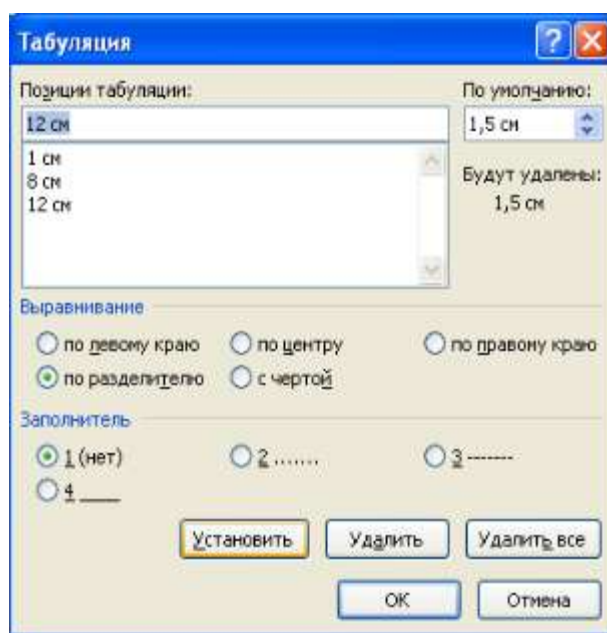 Табуляция
Позиции табуляции: По умолчанию:
12 см 1,5 см
1 см
8 см
12 см
Будут удалены:
1,5 см
Выравнивание
по левому краю по центру по правому краю
по разделителю с чертой
Заполнитель
1 (нет) 2 ....... 3 -------
4 ____
Установить Удалить Удалить все
ОК Отмена